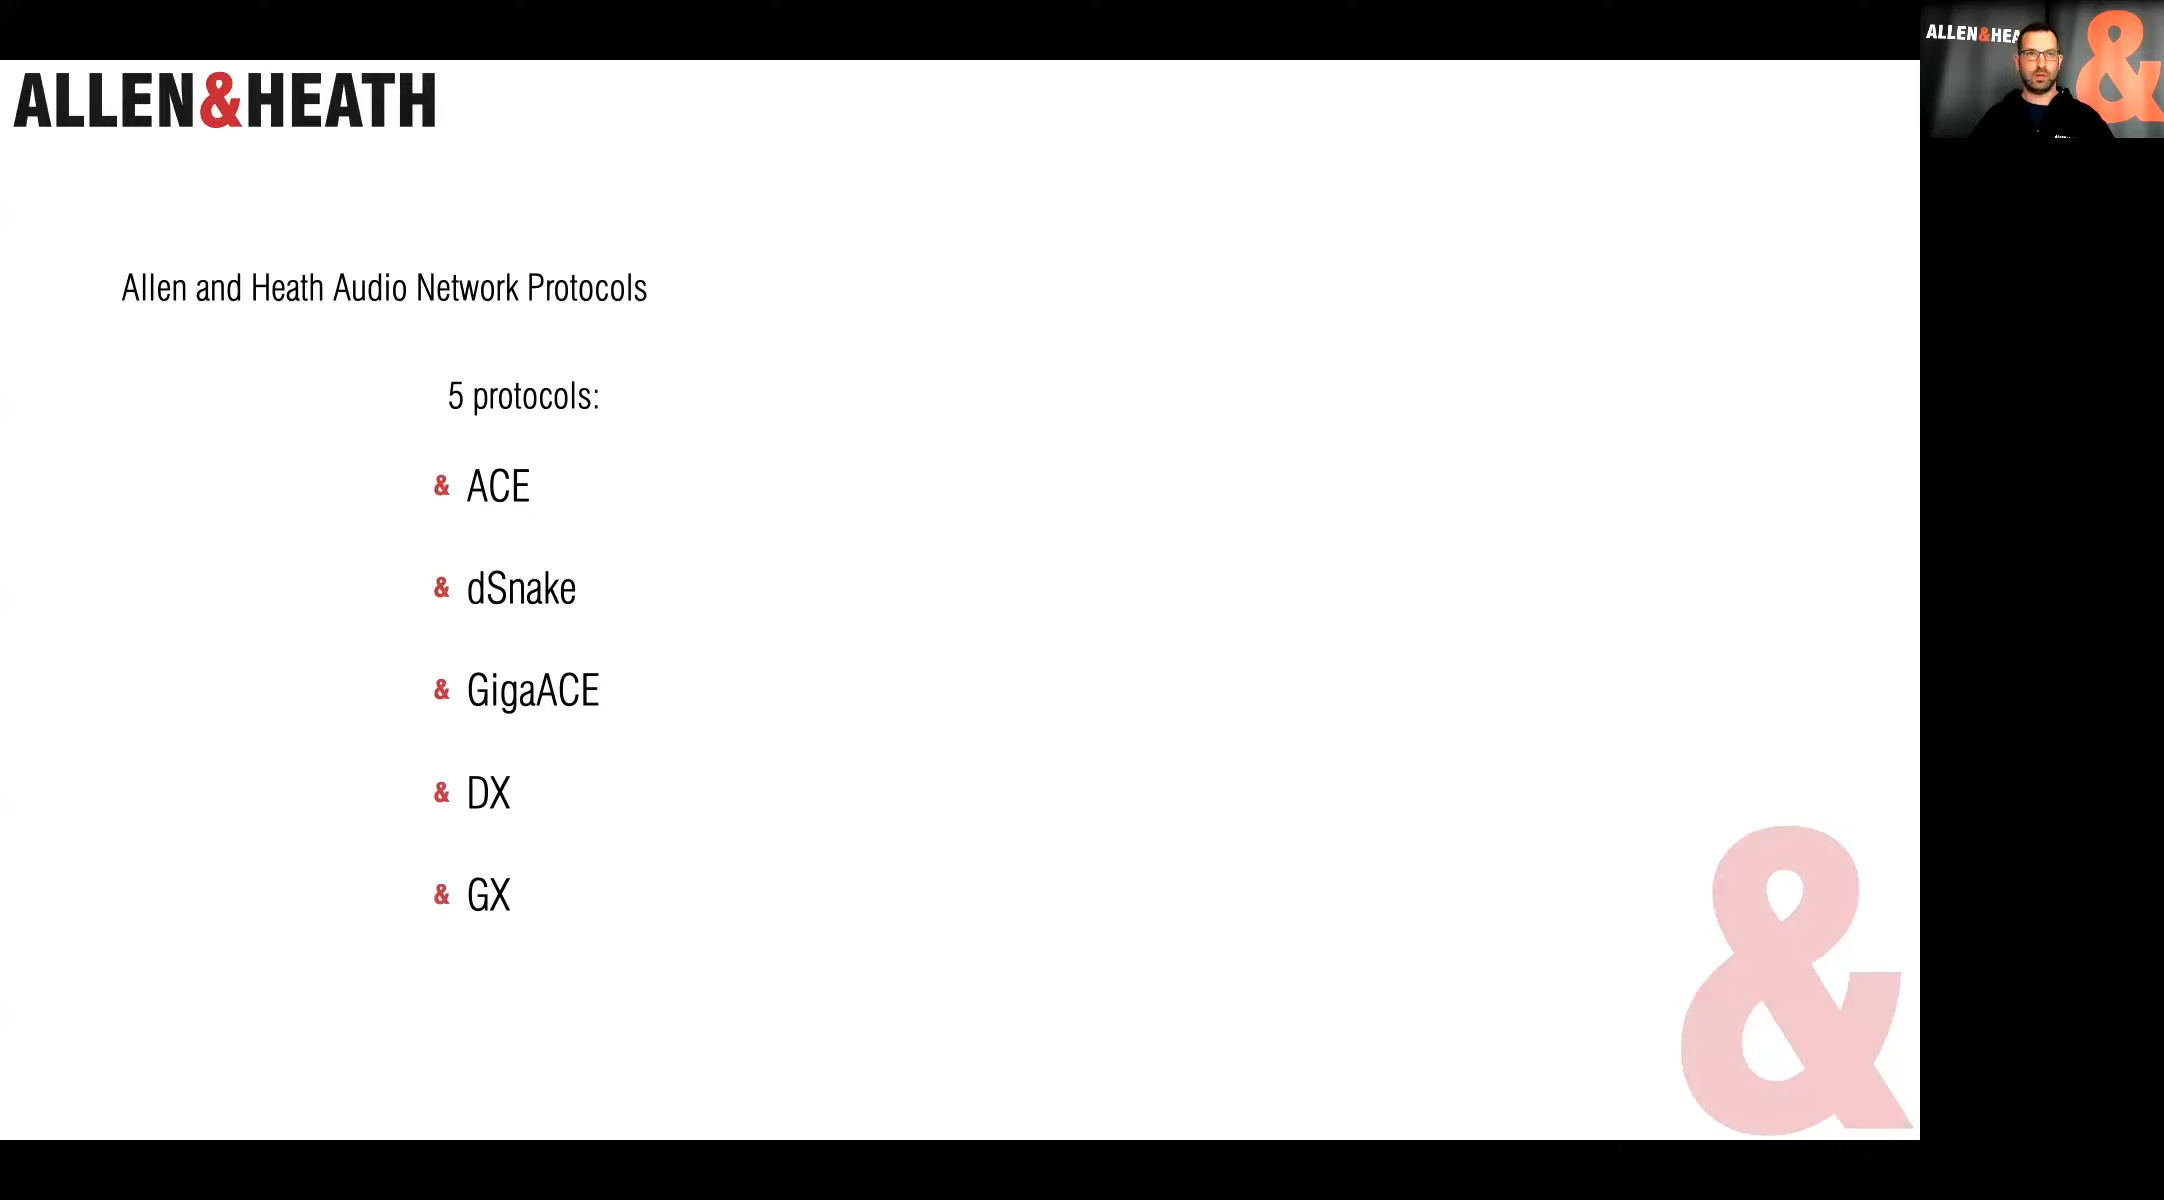 ALLEN&HEATH
ALLEN&HEA
Allen and Heath Audio Network Protocols
5 protocols:
& ACE
& dSnake
& GigaACE
& DX
& GX
&
&